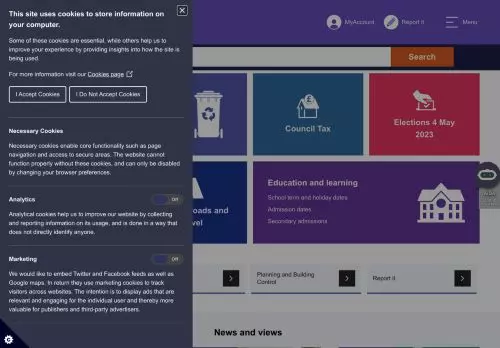 This site uses cookies to store information on
your computer.
Some of these cookies are essential, while others help us to
improve your experience by providing insights into how the site is
being used.
For more information visit our Cookies page
I Accept Cookies
I Do Not Accept Cookies
Necessary Cookies
Necessary cookies enable core functionality such as page
navigation and access to secure areas. The website cannot
function properly without these cookies, and can only be disabled
by changing your browser preferences.
Analytics
Off
Analytical cookies help us to improve our website by collecting
and reporting information on its usage, and is done in a way that
does not directly identify anyone.
Marketing
Off
We would like to embed Twitter and Facebook feeds as well as
Google maps. In return they use marketing cookies to track
visitors across websites. The intention is to display ads that are
relevant and engaging for the individual user and thereby more
valuable for publishers and third-party advertisers.
MyAccount
Report it
Menu
Search
Council Tax
Elections 4 May
2023
oads and
vel
Education and learning
School term and holiday dates
Admission dates
Secondary admissions
Planning and Building
Control
Report it
News and views